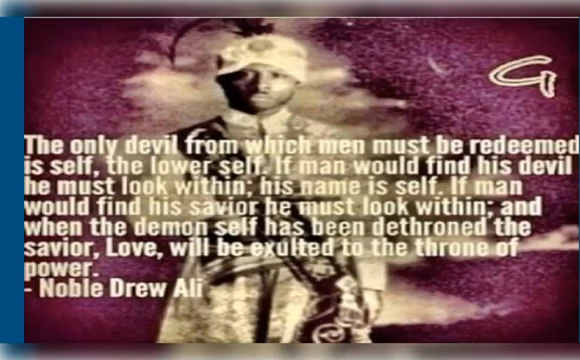 G
The only devil from which men must be redeemed
is self, the lower self. If man would find his devil
he must look within; his name is self. If man
would find his savior he must look within; and
when the demon self has been dethroned the
savior, Love, will be exulted to the throne of
power.
- Noble Drew Ali